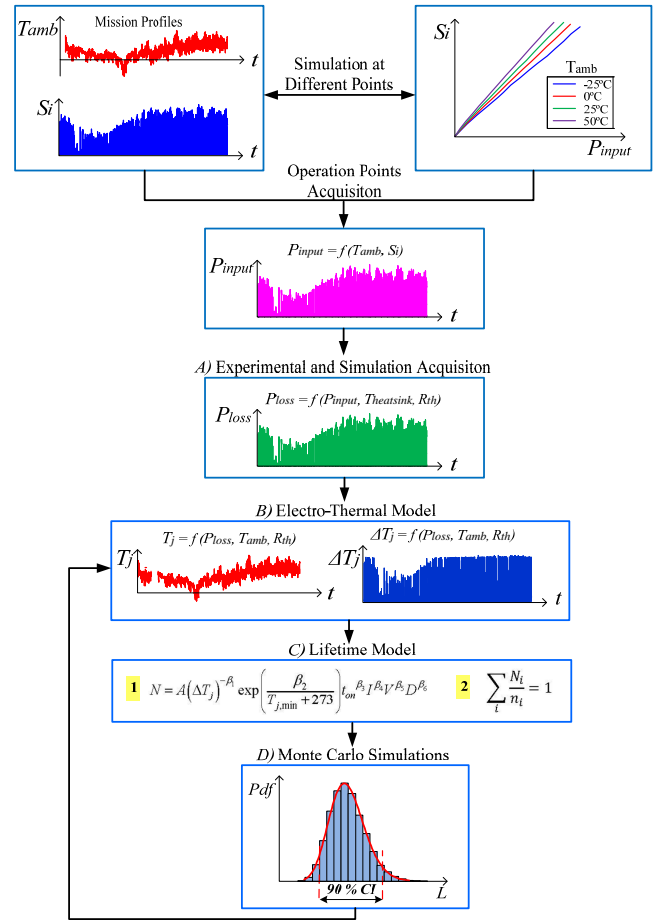 Tamb
Mission Profiles
t
Si
t
Simulation at
Different Points
Si
Tamb
-25ºC
0ºC
25ºC
50ºC
Pinput
Operation Points
Acquisiton
Pinput = f (Tamb, Si)
Pinput
t
A) Experimental and Simulation Acquisiton
Ploss = f (Pinput, Theatsink, Rth)
Ploss
t
B) Electro-Thermal Model
Tj = f (Ploss, Tamb, Rth)
Tj
t
ΔTj = f (Ploss, Tamb, Rth)
ΔTj
t
C) Lifetime Model
1 N = A(ΔTj)^-β1 exp(β2 / (Tj,min + 273)) ton^β3 I^β4 V^β5 D^β6
2 ∑i Ni/ni = 1
D) Monte Carlo Simulations
Pdf
90 % CI
L